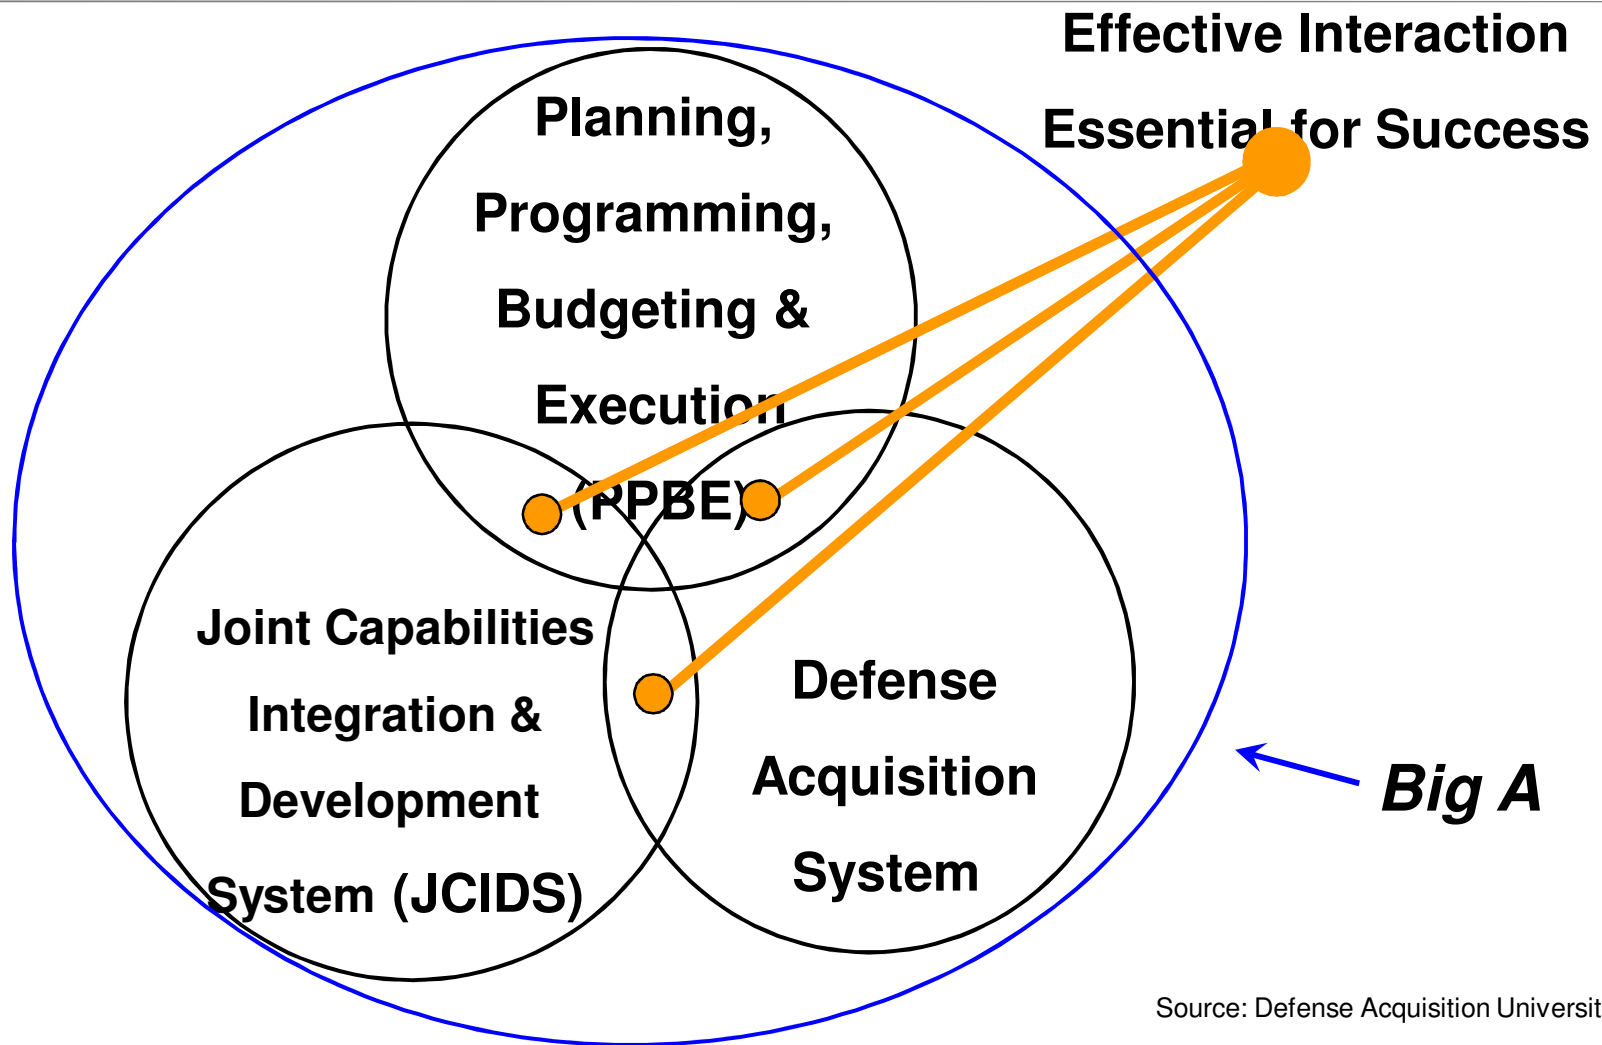 Effective Interaction
Essential for Success
Planning,
Programming,
Budgeting &
Execution
(PPBE)
Joint Capabilities
Integration &
Development
System (JCIDS)
Defense
Acquisition
System
Big A
Source: Defense Acquisition Universit